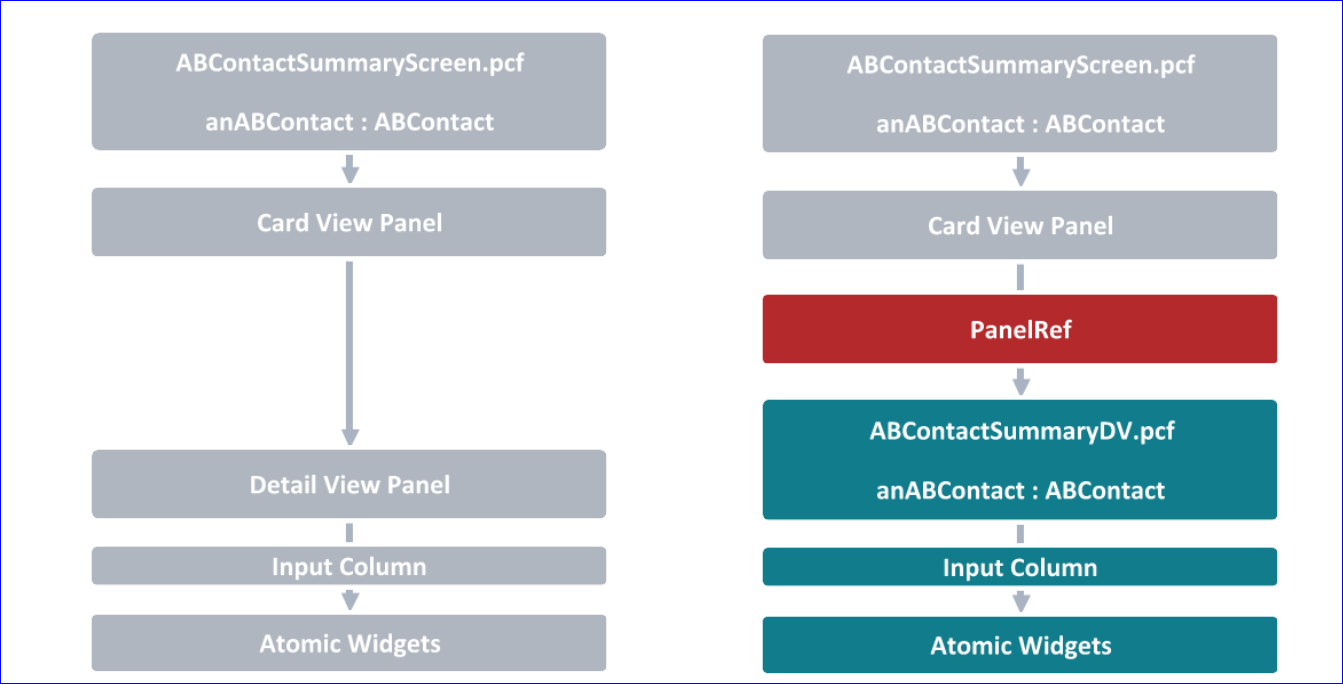 ABContactSummaryScreen.pcf
anABContact : ABContact
Card View Panel
Detail View Panel
Input Column
Atomic Widgets
ABContactSummaryScreen.pcf
anABContact : ABContact
Card View Panel
PanelRef
ABContactSummaryDV.pcf
anABContact : ABContact
Input Column
Atomic Widgets